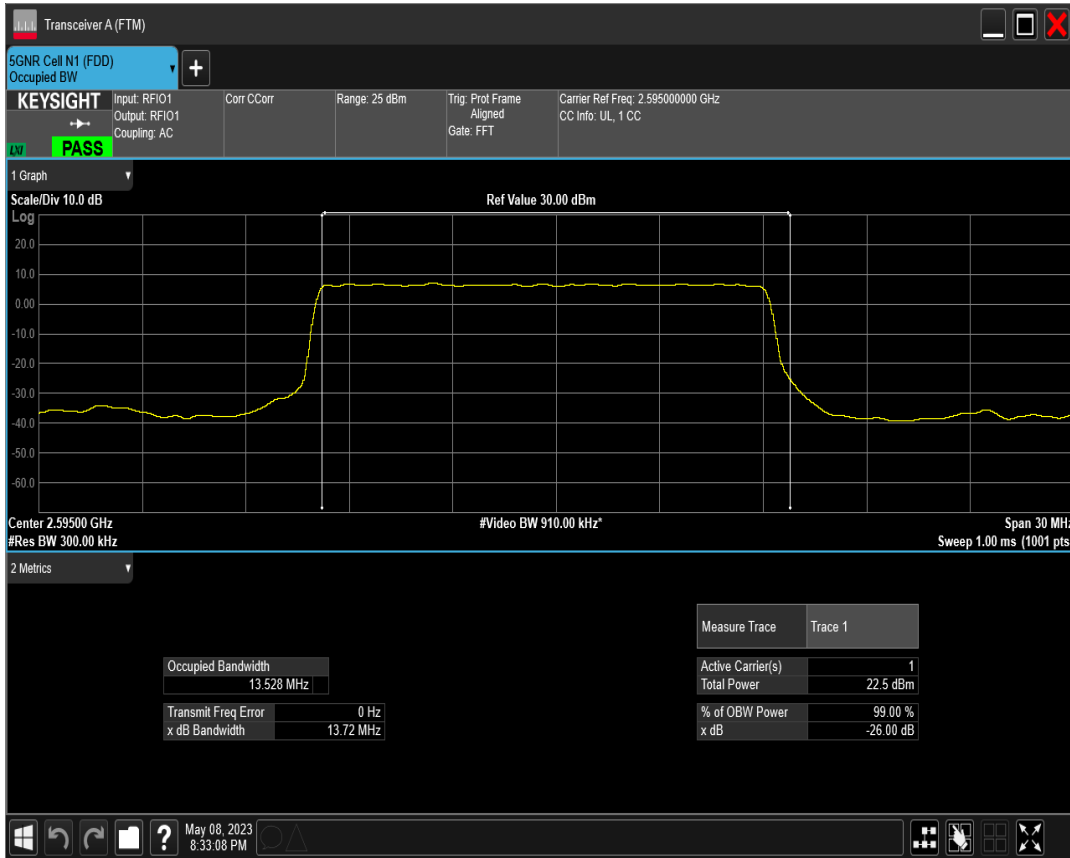 Transceiver A (FTM)
5GNR Cell N1 (FDD)
Occupied BW
+
KEYSIGHT
LXI
PASS
Input: RFIO1
Output: RFIO1
Coupling: AC
Corr CCorr
Range: 25 dBm
Trig: Prot Frame
Aligned
Gate: FFT
Carrier Ref Freq: 2.595000000 GHz
CC Info: UL, 1 CC
1 Graph
Scale/Div 10.0 dB
Ref Value 30.00 dBm
Log
20.0
10.0
0.00
-10.0
-20.0
-30.0
-40.0
-50.0
-60.0
Center 2.59500 GHz
#Video BW 910.00 kHz*
Span 30 MHz
#Res BW 300.00 kHz
Sweep 1.00 ms (1001 pts
2 Metrics
Measure Trace Trace 1
Occupied Bandwidth
13.528 MHz
Active Carrier(s) 1
Total Power 22.5 dBm
Transmit Freq Error 0 Hz
x dB Bandwidth 13.72 MHz
% of OBW Power 99.00 %
x dB -26.00 dB
?
May 08, 2023
8:33:08 PM